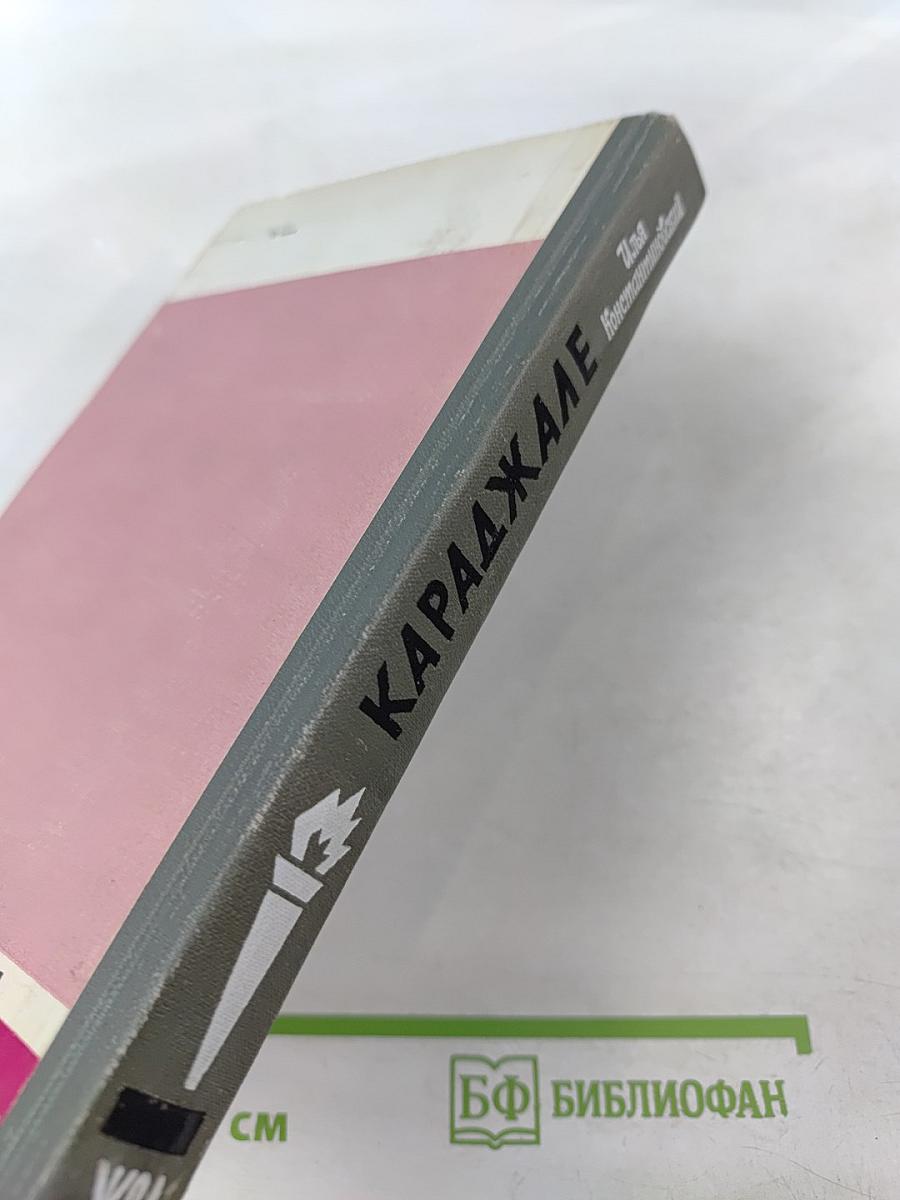 Илья
Константиновский
КАРАДЖАЛЕ
см
БФ БИБЛИОФАН